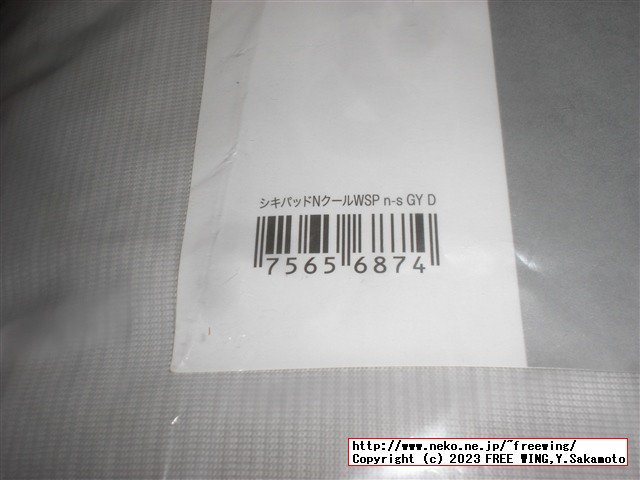 シキパッドNクールWSP n-s GY D
7565 6874
http://www.neko.ne.jp/~freewing/
Copyright (c) 2023 FREE WING,Y.Sakamoto